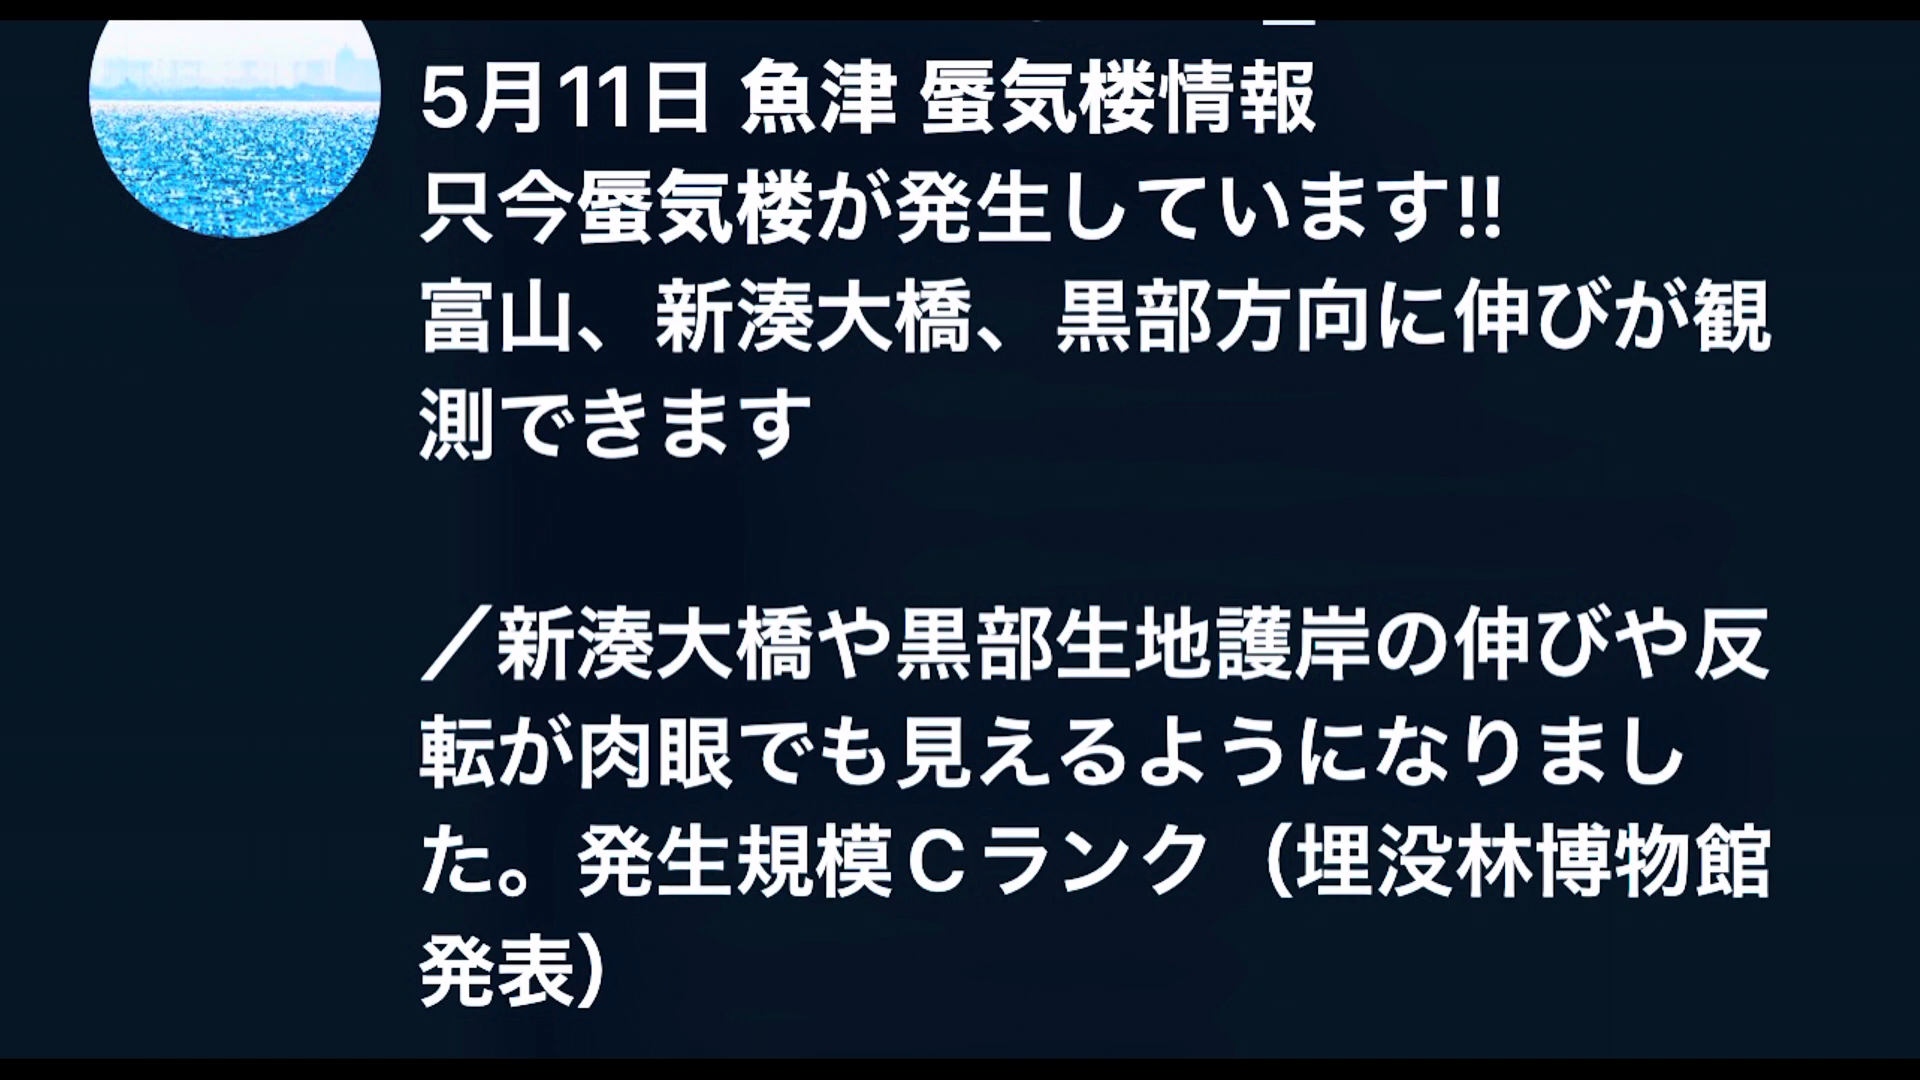 5月11日 魚津 蜃気楼情報
只今蜃気楼が発生しています!!
富山、新湊大橋、黒部方向に伸びが観
測できます
／新湊大橋や黒部生地護岸の伸びや反
転が肉眼でも見えるようになりまし
た。発生規模Cランク（埋没林博物館
発表）